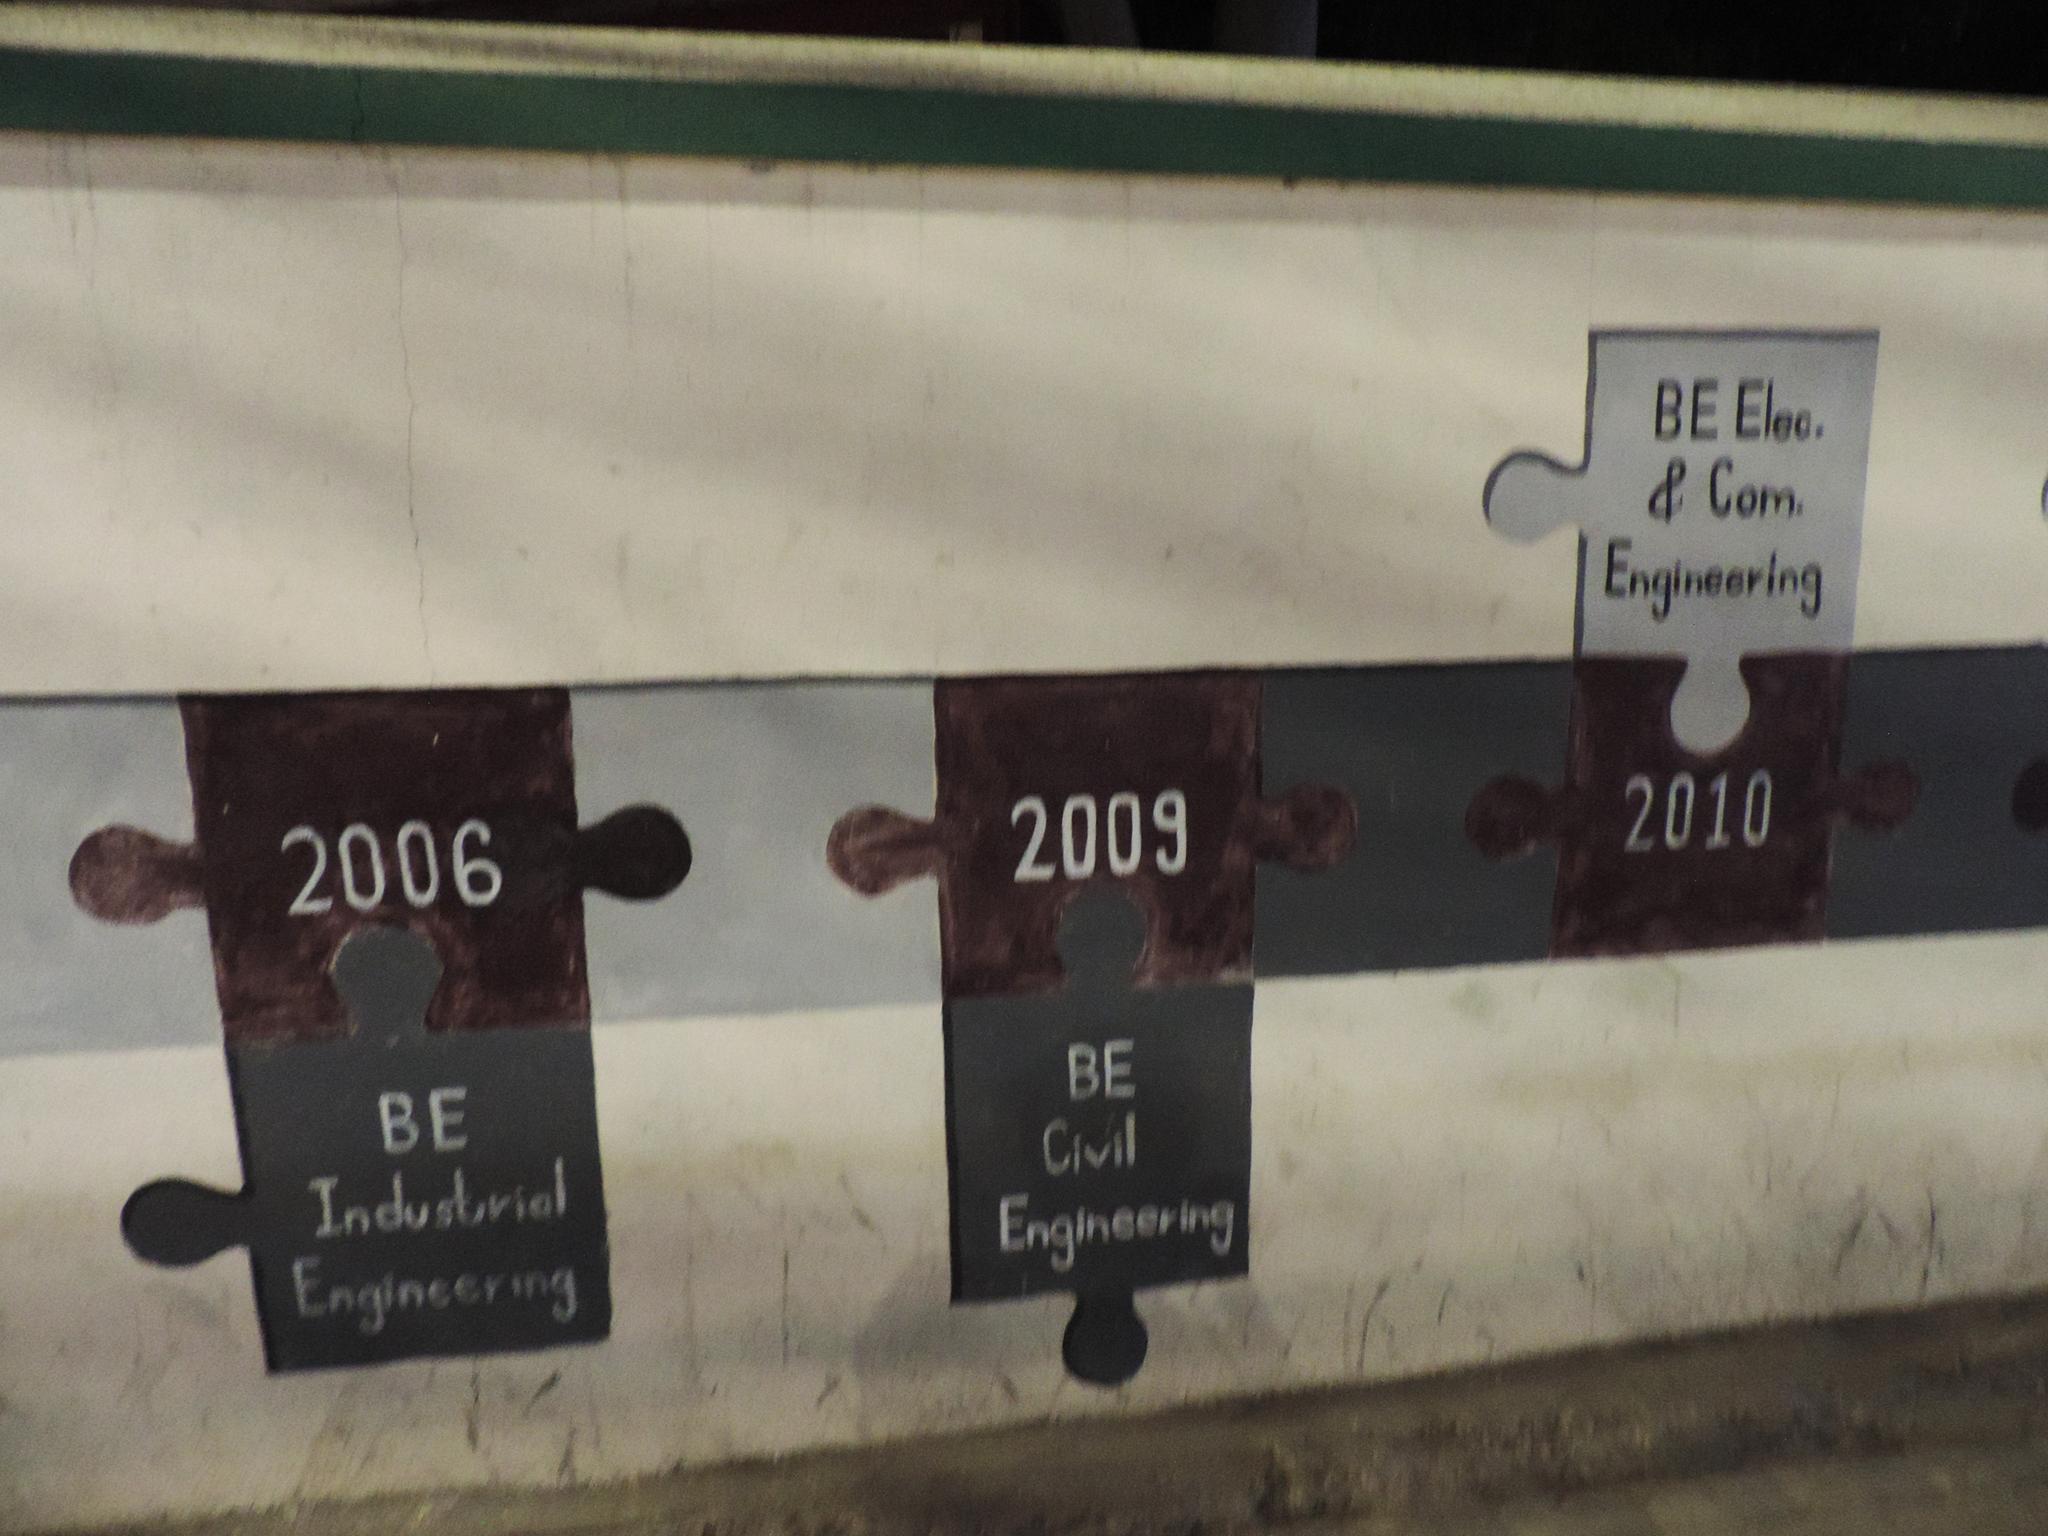 2006
BE
Industrial
Engineering
2009
BE
Civil
Engineering
BE Elec.
& Com.
Engineering
2010